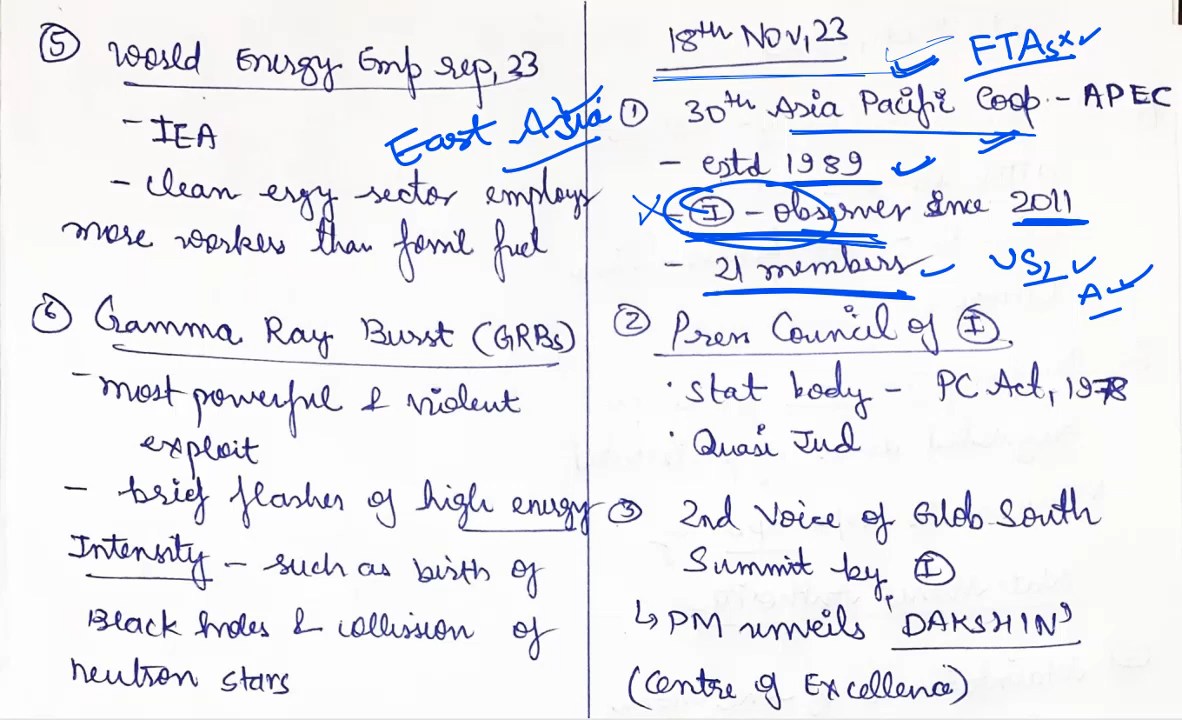 ⑤ World Energy Emp rep, 23
- IEA
- clean ergy sector employs
more workers than fossil fuel
⑥ Gamma Ray Burst (GRBs)
- most powerful & violent
exploit
- brief flashes of high energy
Intensity - such as birth of
Black holes & collission of
neutron stars
East Asia
18th Nov, 23
FTAs x✓
① 30th Asia Pacific Coop - APEC
- estd 1989 ✓
x - Ⓘ - observer since 2011
- 21 members ✓ US, ✓
A ✓
② Press Council of Ⓘ
· Stat body - PC Act, 1978
· Quasi Jud
③ 2nd Voice of Glob South
Summit by Ⓘ
↳ PM unveils 'DAKSHIN'
(Centre of Excellence)